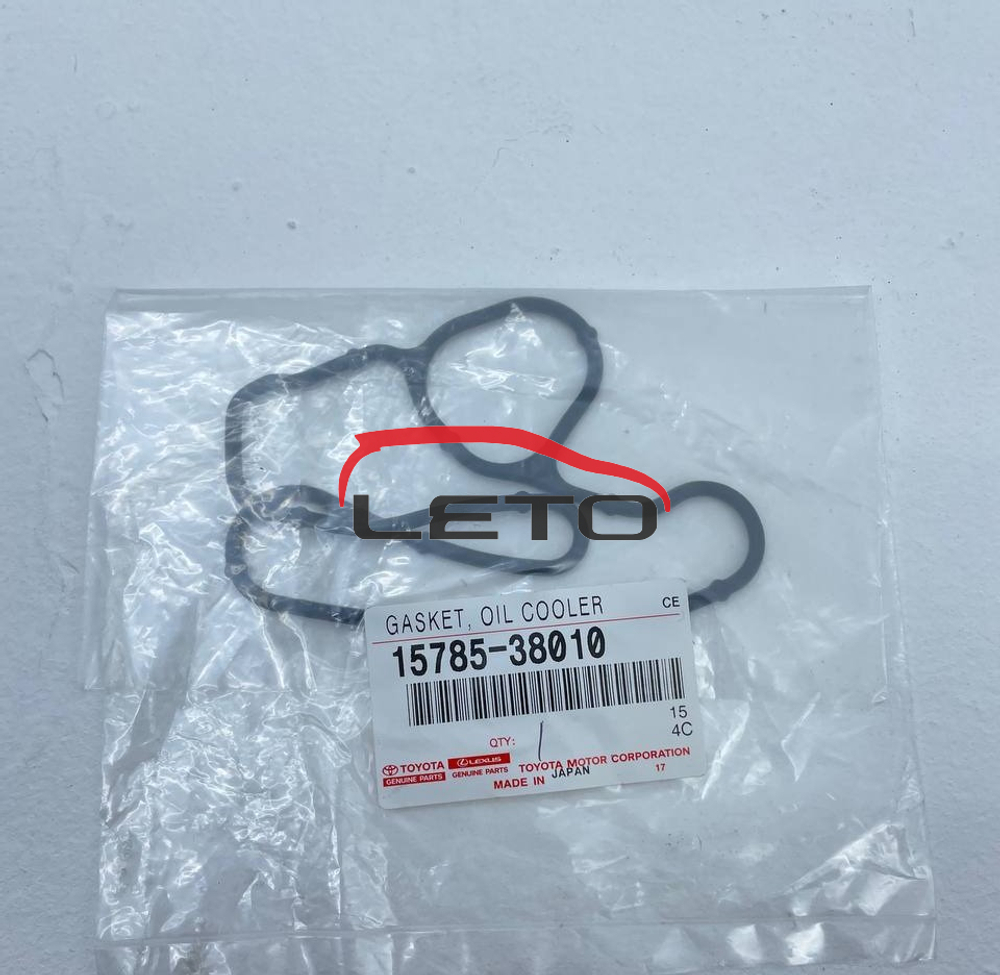 LETO
GASKET, OIL COOLER CE
15785-38010
15
4C
QTY: 1
TOYOTA LEXUS TOYOTA MOTOR CORPORATION
GENUINE PARTS GENUINE PARTS MADE IN JAPAN 17